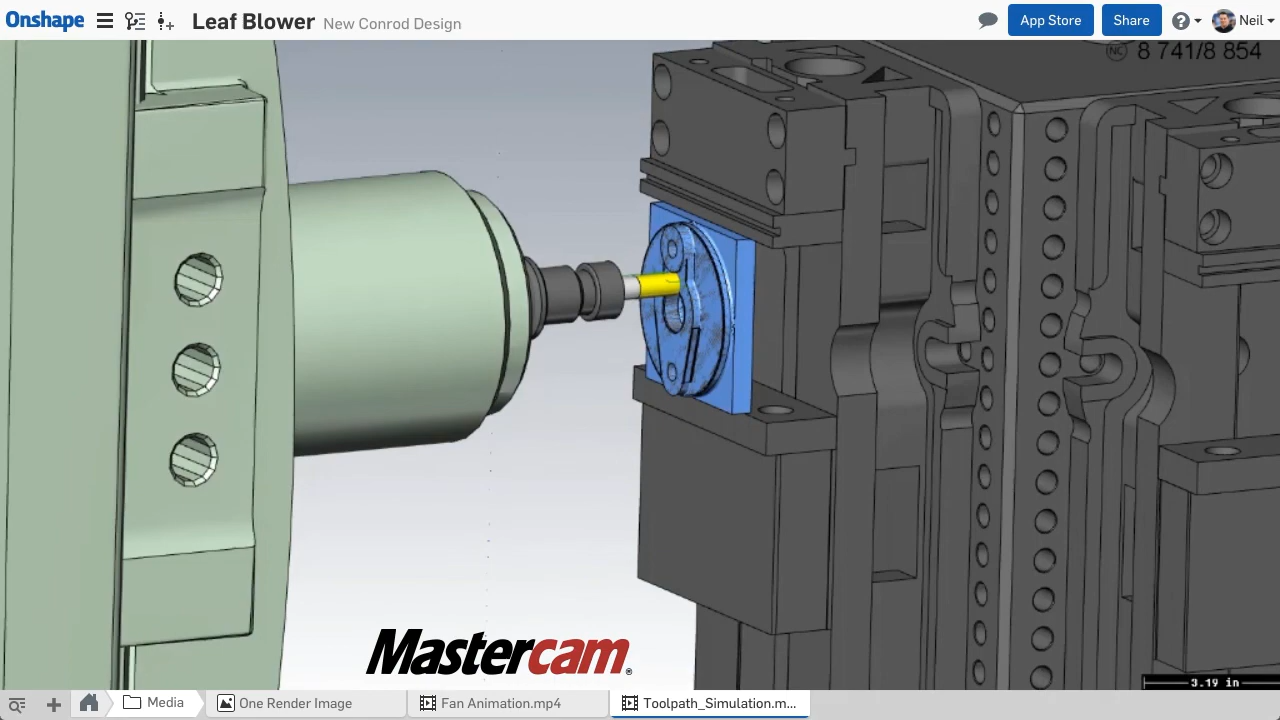 Onshape
Leaf Blower New Conrod Design
App Store
Share
Neil
NC 8 741/8 854
Mastercam®
3.19 in
Media
One Render Image
Fan Animation.mp4
Toolpath_Simulation.m...